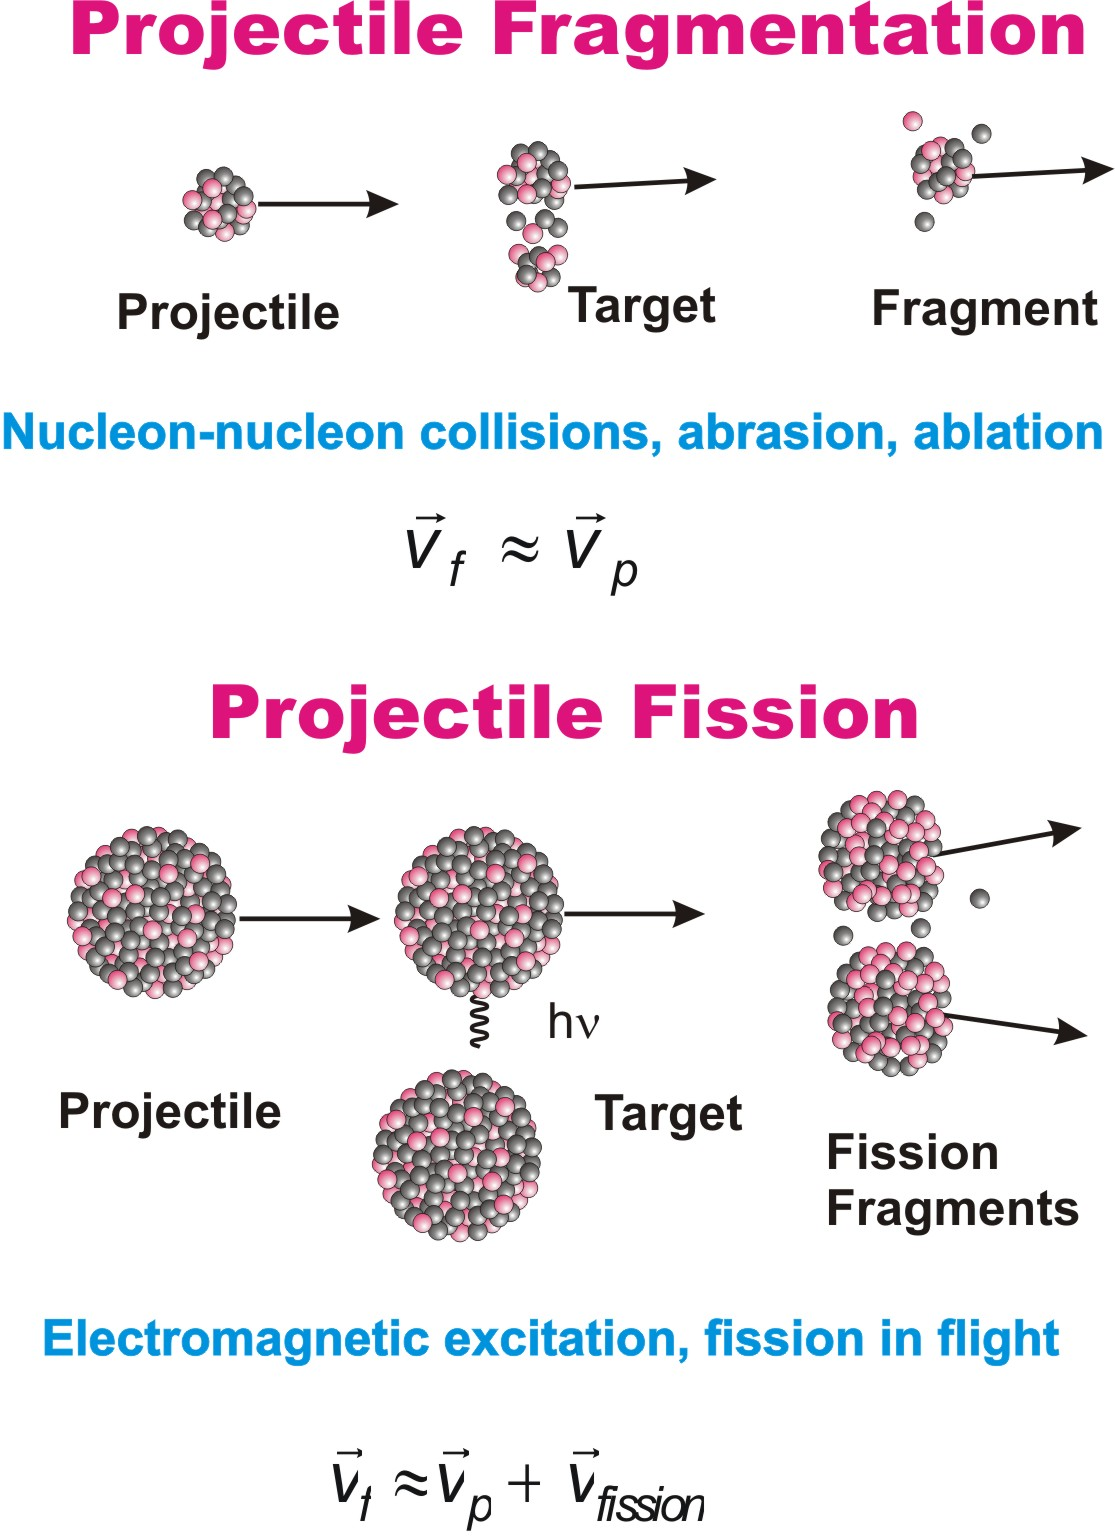 Projectile Fragmentation
Projectile
Target
Fragment
Nucleon-nucleon collisions, abrasion, ablation
v⃗ f ≈ v⃗ p
Projectile Fission
hν
Projectile
Target
Fission
Fragments
Electromagnetic excitation, fission in flight
v⃗ f ≈ v⃗ p + v⃗ fission